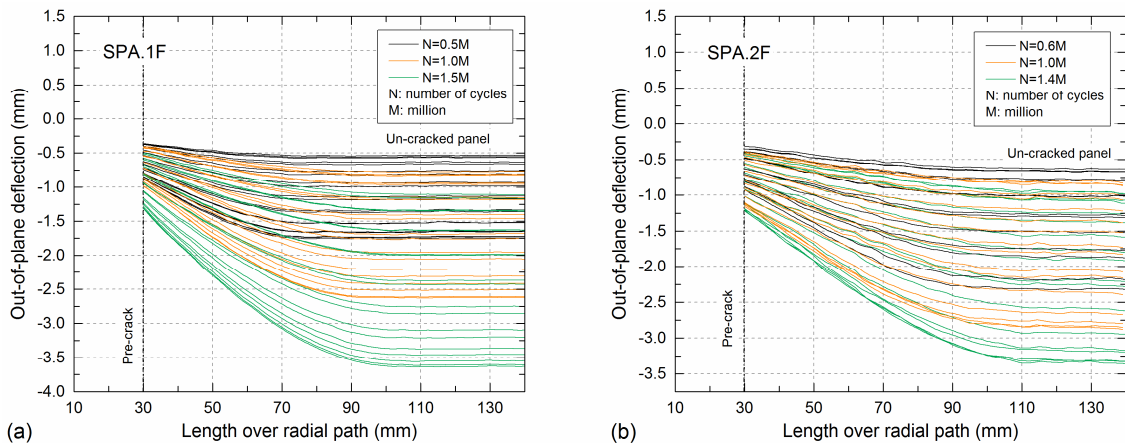 SPA.1F
N=0.5M
N=1.0M
N=1.5M
N: number of cycles
M: million
Un-cracked panel
Pre-crack
Out-of-plane deflection (mm)
1.5
1.0
0.5
0.0
-0.5
-1.0
-1.5
-2.0
-2.5
-3.0
-3.5
-4.0
10 30 50 70 90 110 130
Length over radial path (mm)
(a)
SPA.2F
N=0.6M
N=1.0M
N=1.4M
N: number of cycles
M: million
Un-cracked panel
Pre-crack
Out-of-plane deflection (mm)
1.5
1.0
0.5
0.0
-0.5
-1.0
-1.5
-2.0
-2.5
-3.0
-3.5
10 30 50 70 90 110 130
Length over radial path (mm)
(b)